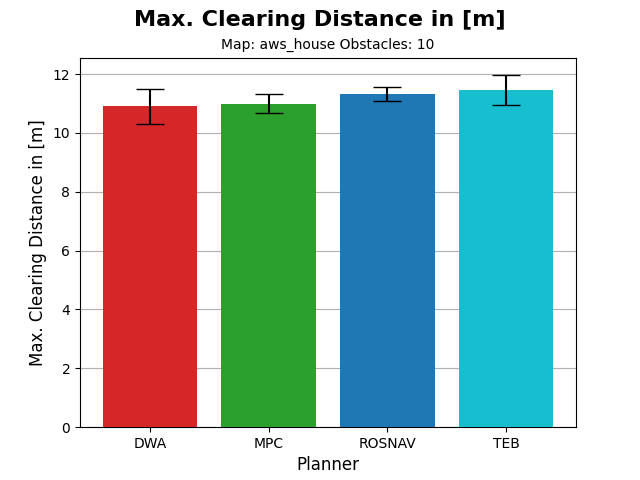 Max. Clearing Distance in [m]
Map: aws_house Obstacles: 10
Max. Clearing Distance in [m]
12
10
8
6
4
2
0
DWA
MPC
ROSNAV
TEB
Planner